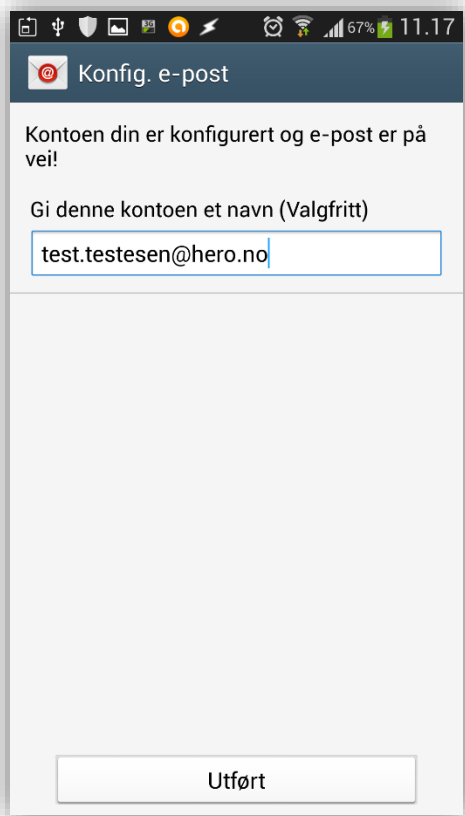 67% 11.17
Konfig. e-post
Kontoen din er konfigurert og e-post er på
vei!
Gi denne kontoen et navn (Valgfritt)
test.testesen@hero.no
Utført